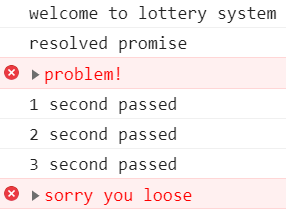 welcome to lottery system
resolved promise
problem!
1 second passed
2 second passed
3 second passed
sorry you loose